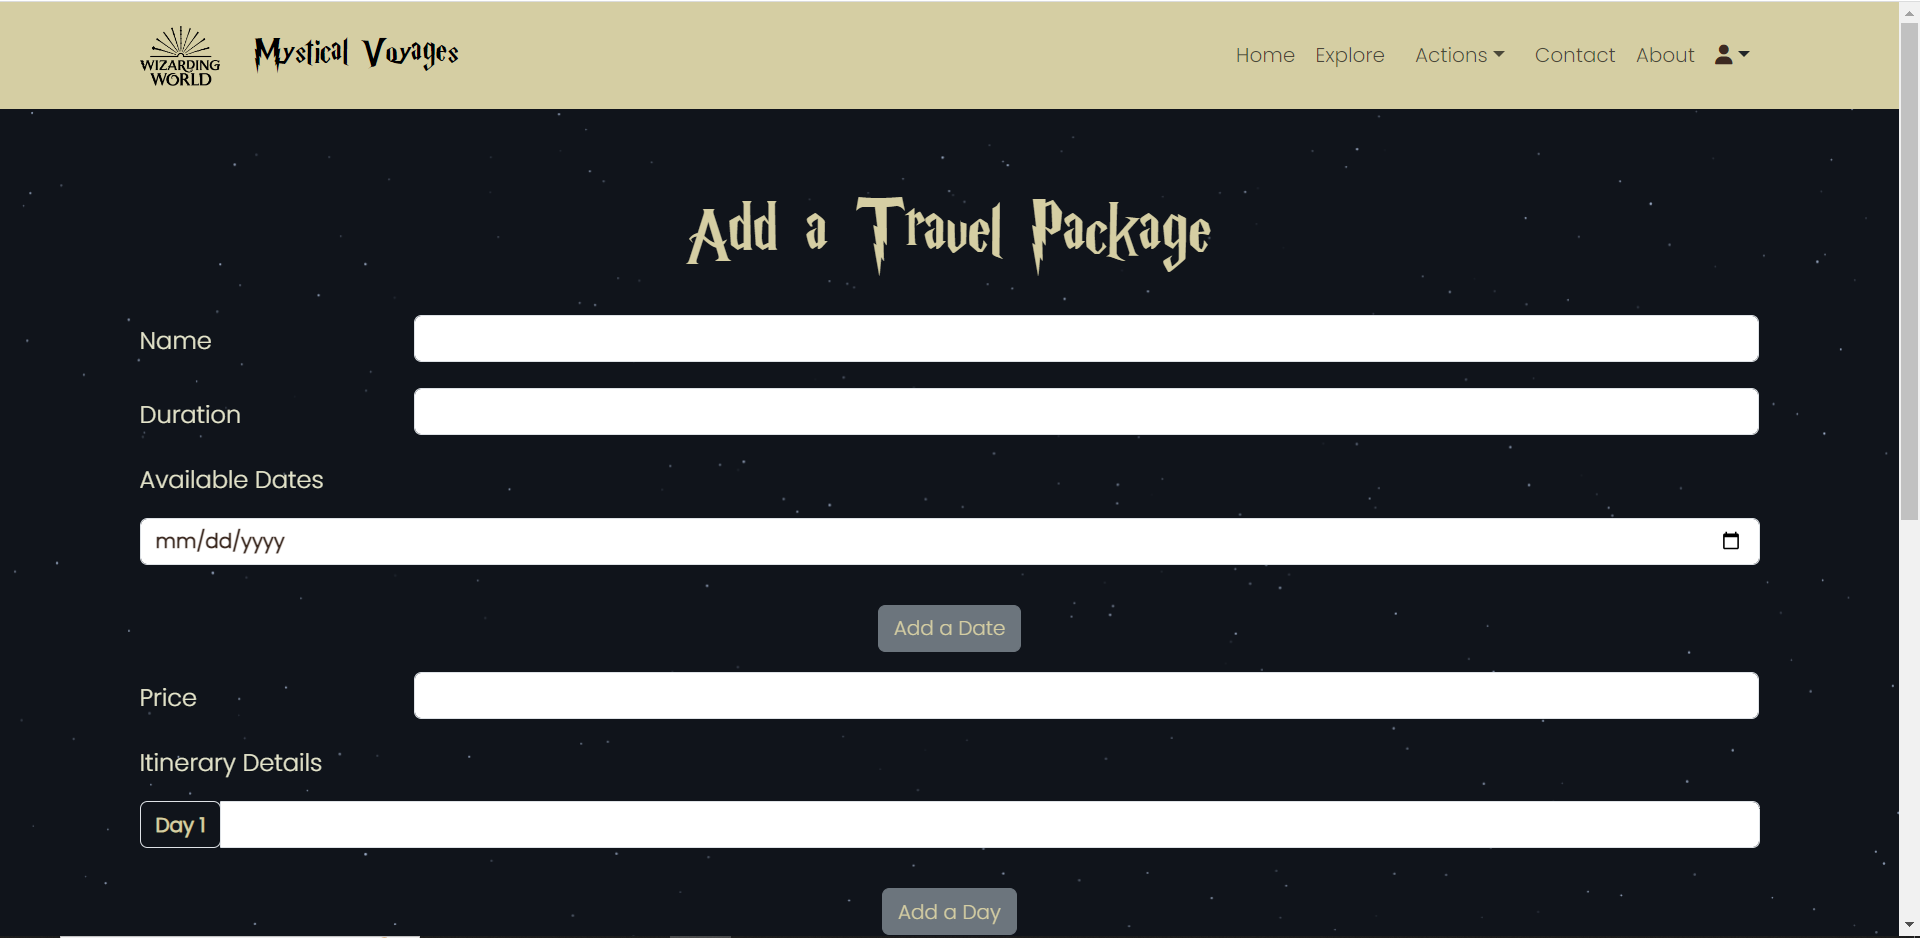 WIZARDING
WORLD
Mystical Voyages
Home Explore Actions Contact About
Add a Travel Package
Name
Duration
Available Dates
mm/dd/yyyy
Add a Date
Price
Itinerary Details
Day 1
Add a Day